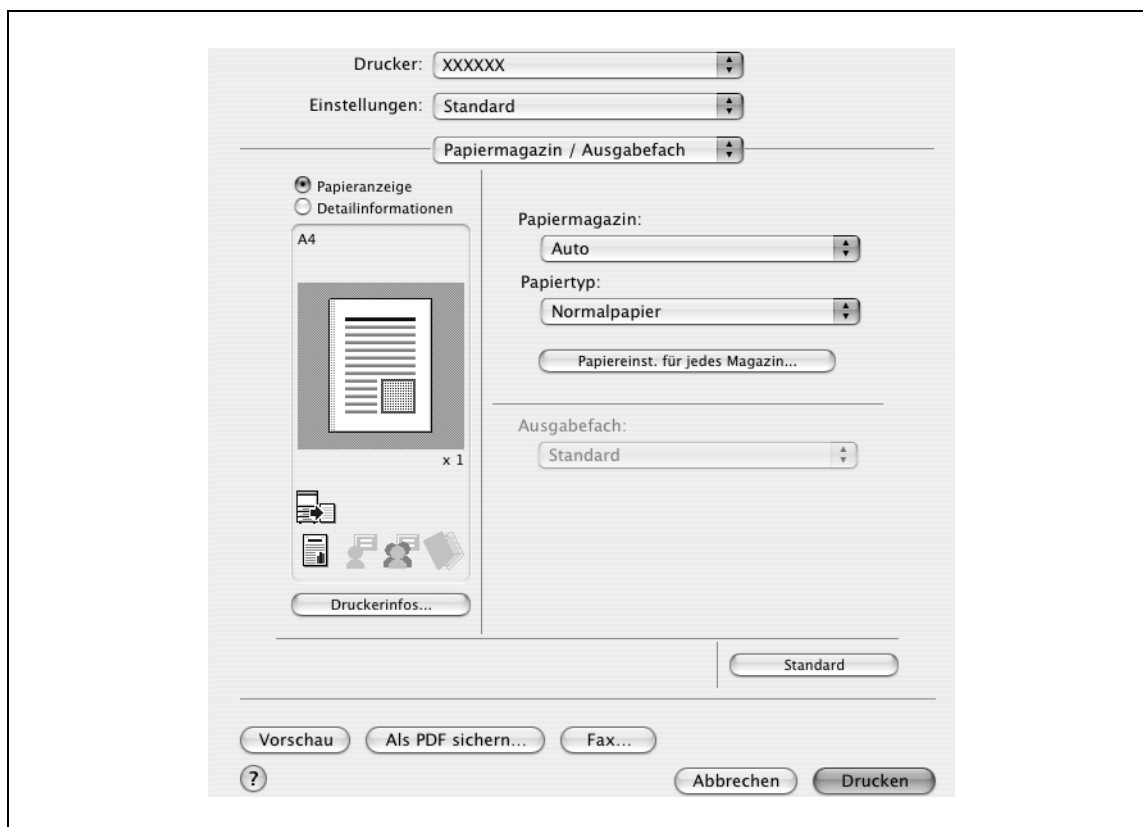 Drucker: XXXXXX
Einstellungen: Standard
Papiermagazin / Ausgabefach
Papieranzeige
Detailinformationen
A4
x 1
Druckerinfos...
Papiermagazin:
Auto
Papiertyp:
Normalpapier
Papiereinst. für jedes Magazin...
Ausgabefach:
Standard
Standard
Vorschau
Als PDF sichern...
Fax...
?
Abbrechen
Drucken